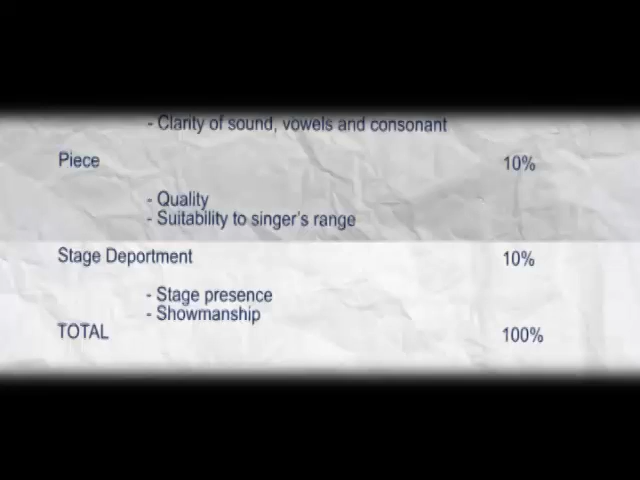 - Clarity of sound, vowels and consonant
Piece 10%
- Quality
- Suitability to singer's range
Stage Deportment 10%
- Stage presence
- Showmanship
TOTAL 100%